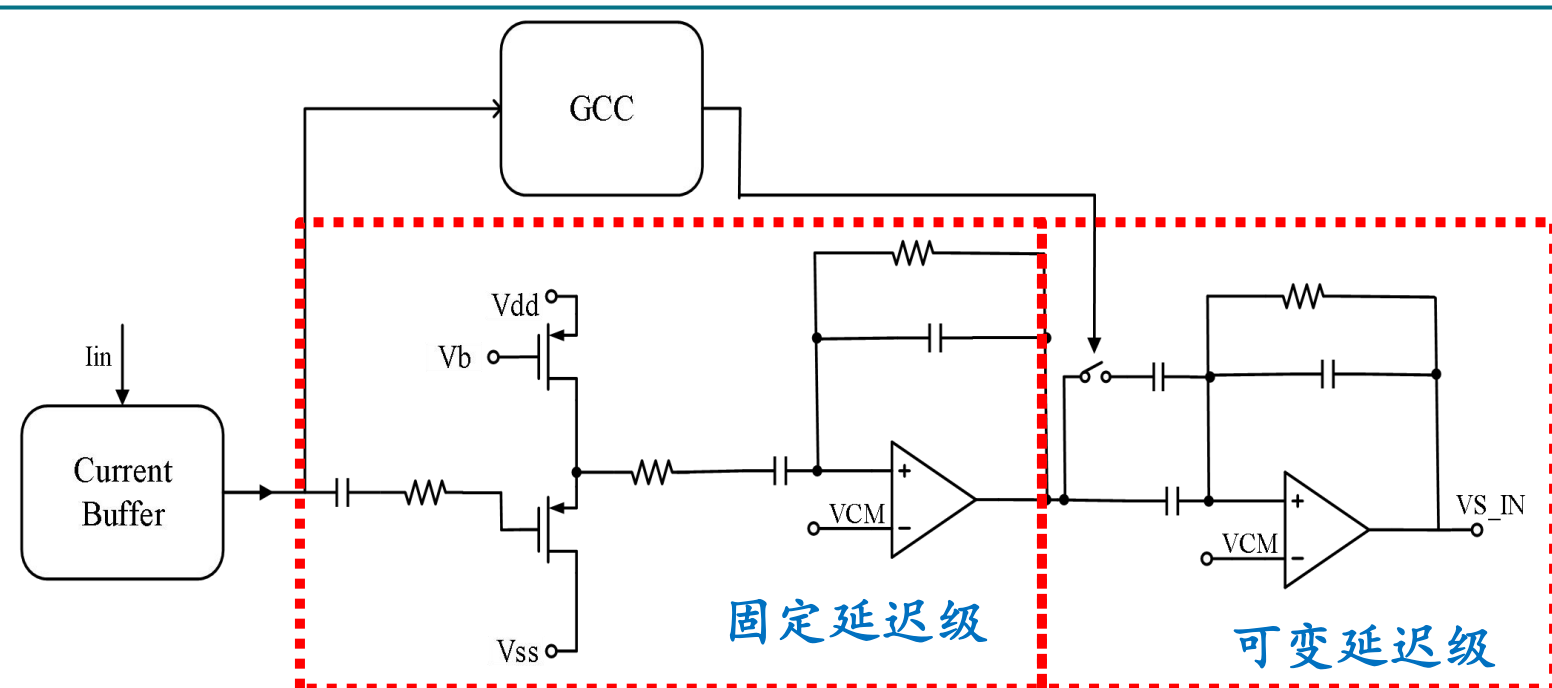 GCC
Vdd
Vb
Iin
Current
Buffer
VCM
+
-
Vss
固定延迟级
VCM
+
-
VS_IN
可变延迟级